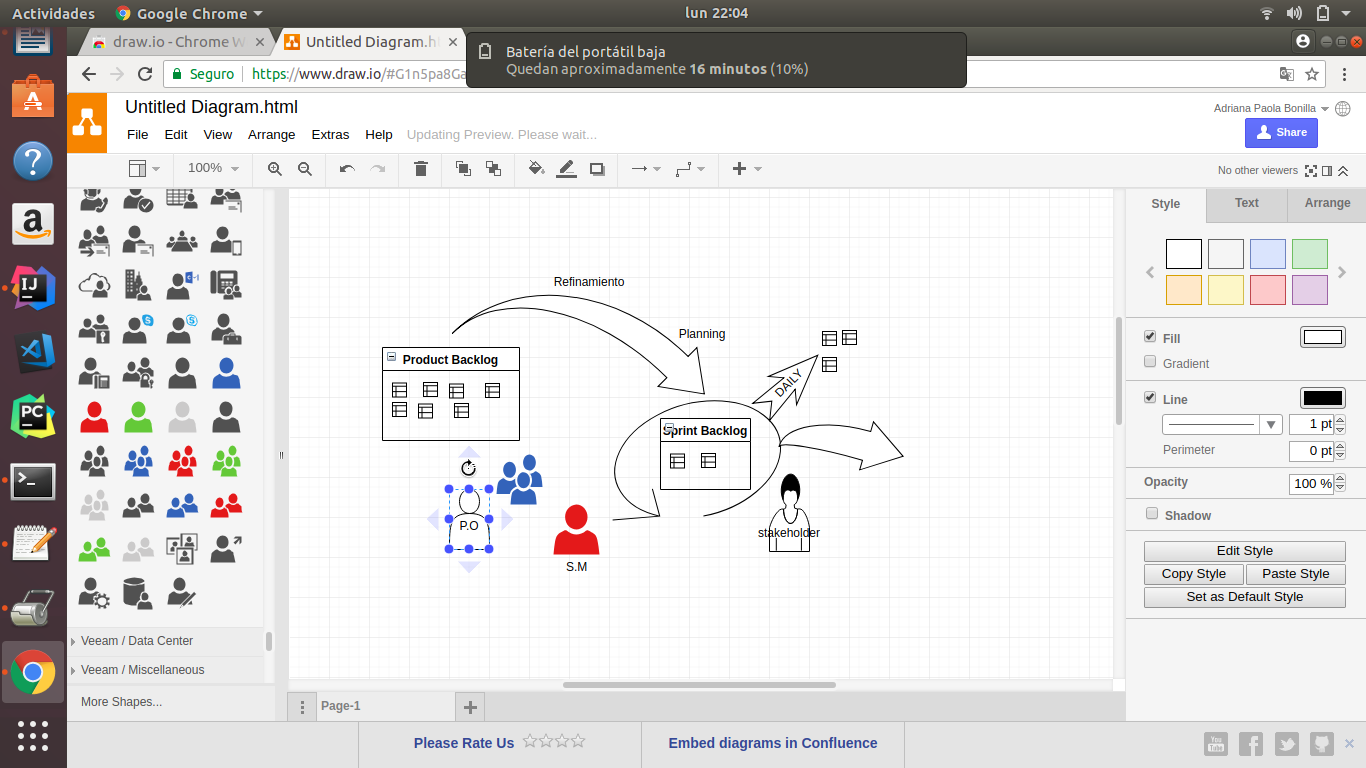 Actividades
Google Chrome
lun 22:04
draw.io - Chrome W
Untitled Diagram.h
Batería del portátil baja
Quedan aproximadamente 16 minutos (10%)
Seguro
https://www.draw.io/#G1n5pa8Ga
Untitled Diagram.html
Adriana Paola Bonilla
File
Edit
View
Arrange
Extras
Help
Updating Preview. Please wait...
Share
100%
No other viewers
Style
Text
Arrange
Refinamiento
Planning
Product Backlog
DAILY
Sprint Backlog
P.O
S.M
stakeholder
Fill
Gradient
Line
1 pt
Perimeter
0 pt
Opacity
100 %
Shadow
Edit Style
Copy Style
Paste Style
Set as Default Style
Veeam / Data Center
Veeam / Miscellaneous
More Shapes...
Page-1
Please Rate Us
Embed diagrams in Confluence
IJ
PC
You
Tube